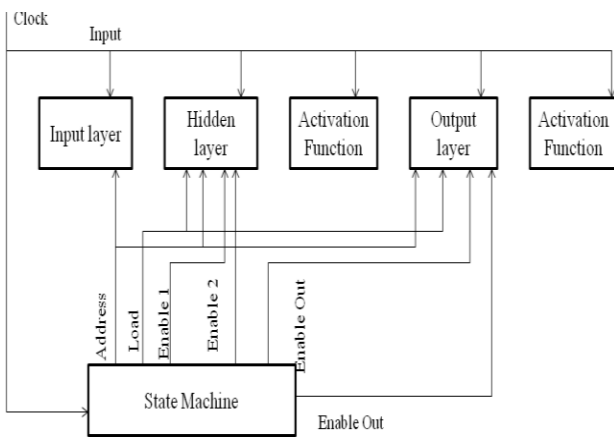 Clock
Input
Input layer
Hidden
layer
Activation
Function
Output
layer
Activation
Function
Address
Load
Enable 1
Enable 2
Enable Out
State Machine
Enable Out